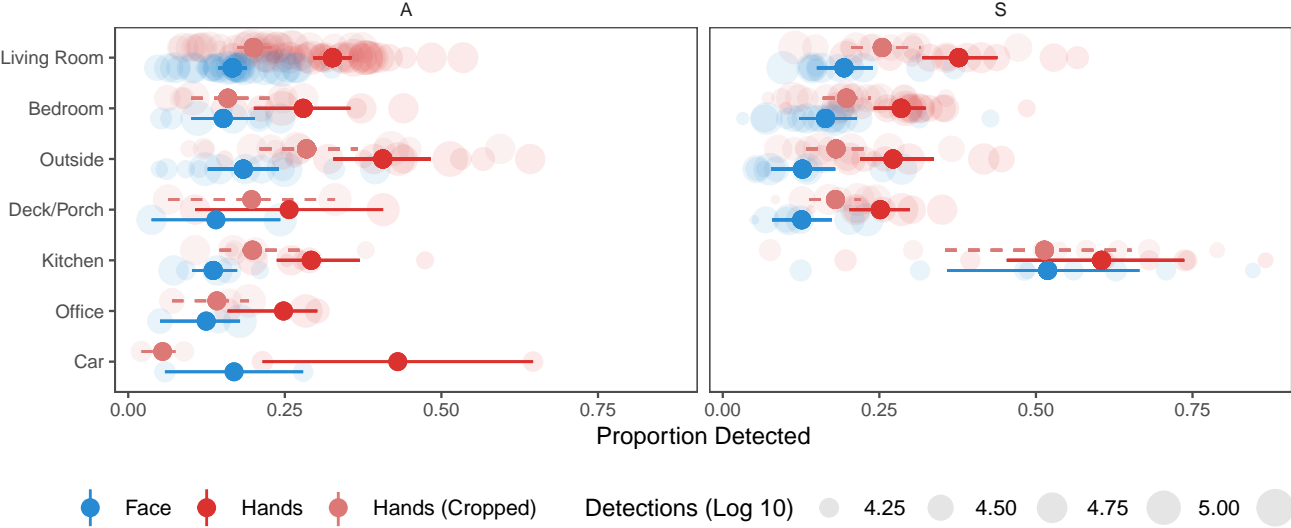 A
S
Living Room
Bedroom
Outside
Deck/Porch
Kitchen
Office
Car
0.00 0.25 0.50 0.75
0.00 0.25 0.50 0.75
Proportion Detected
Face Hands Hands (Cropped) Detections (Log 10) 4.25 4.50 4.75 5.00